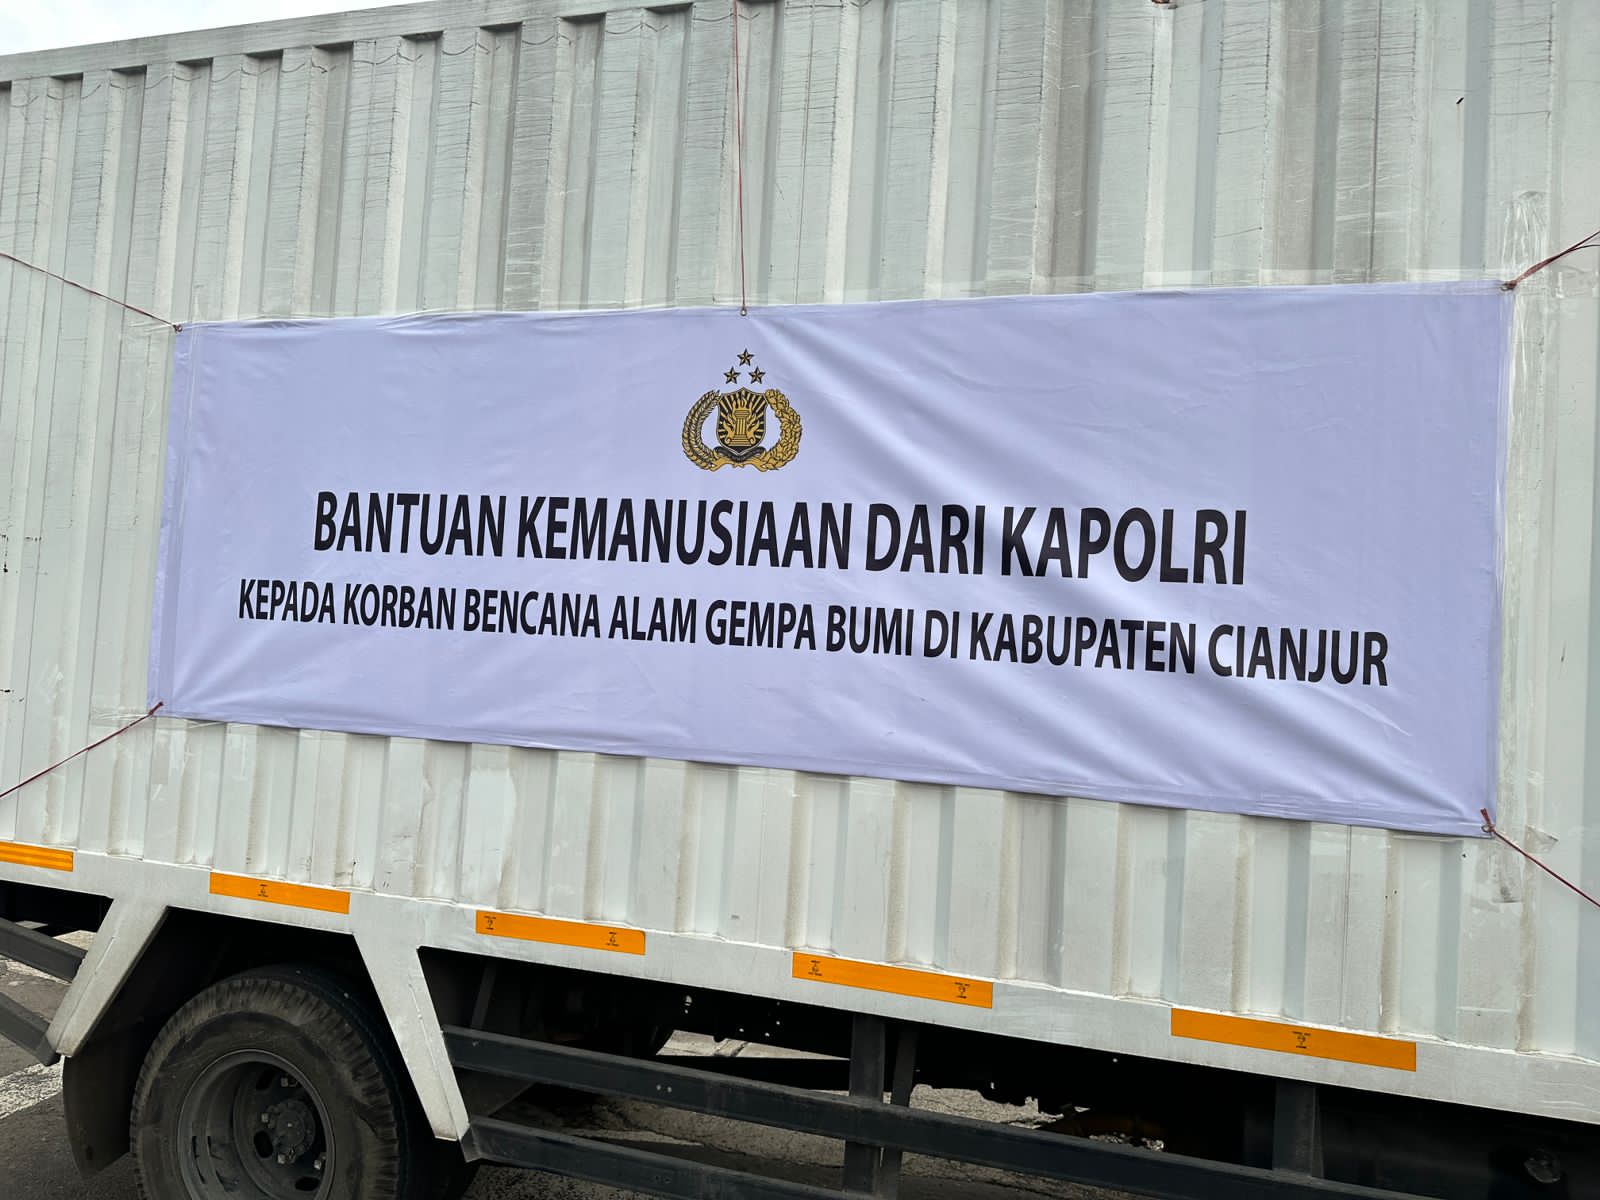 BANTUAN KEMANUSIAAN DARI KAPOLRI
KEPADA KORBAN BENCANA ALAM GEMPA BUMI DI KABUPATEN CIANJUR